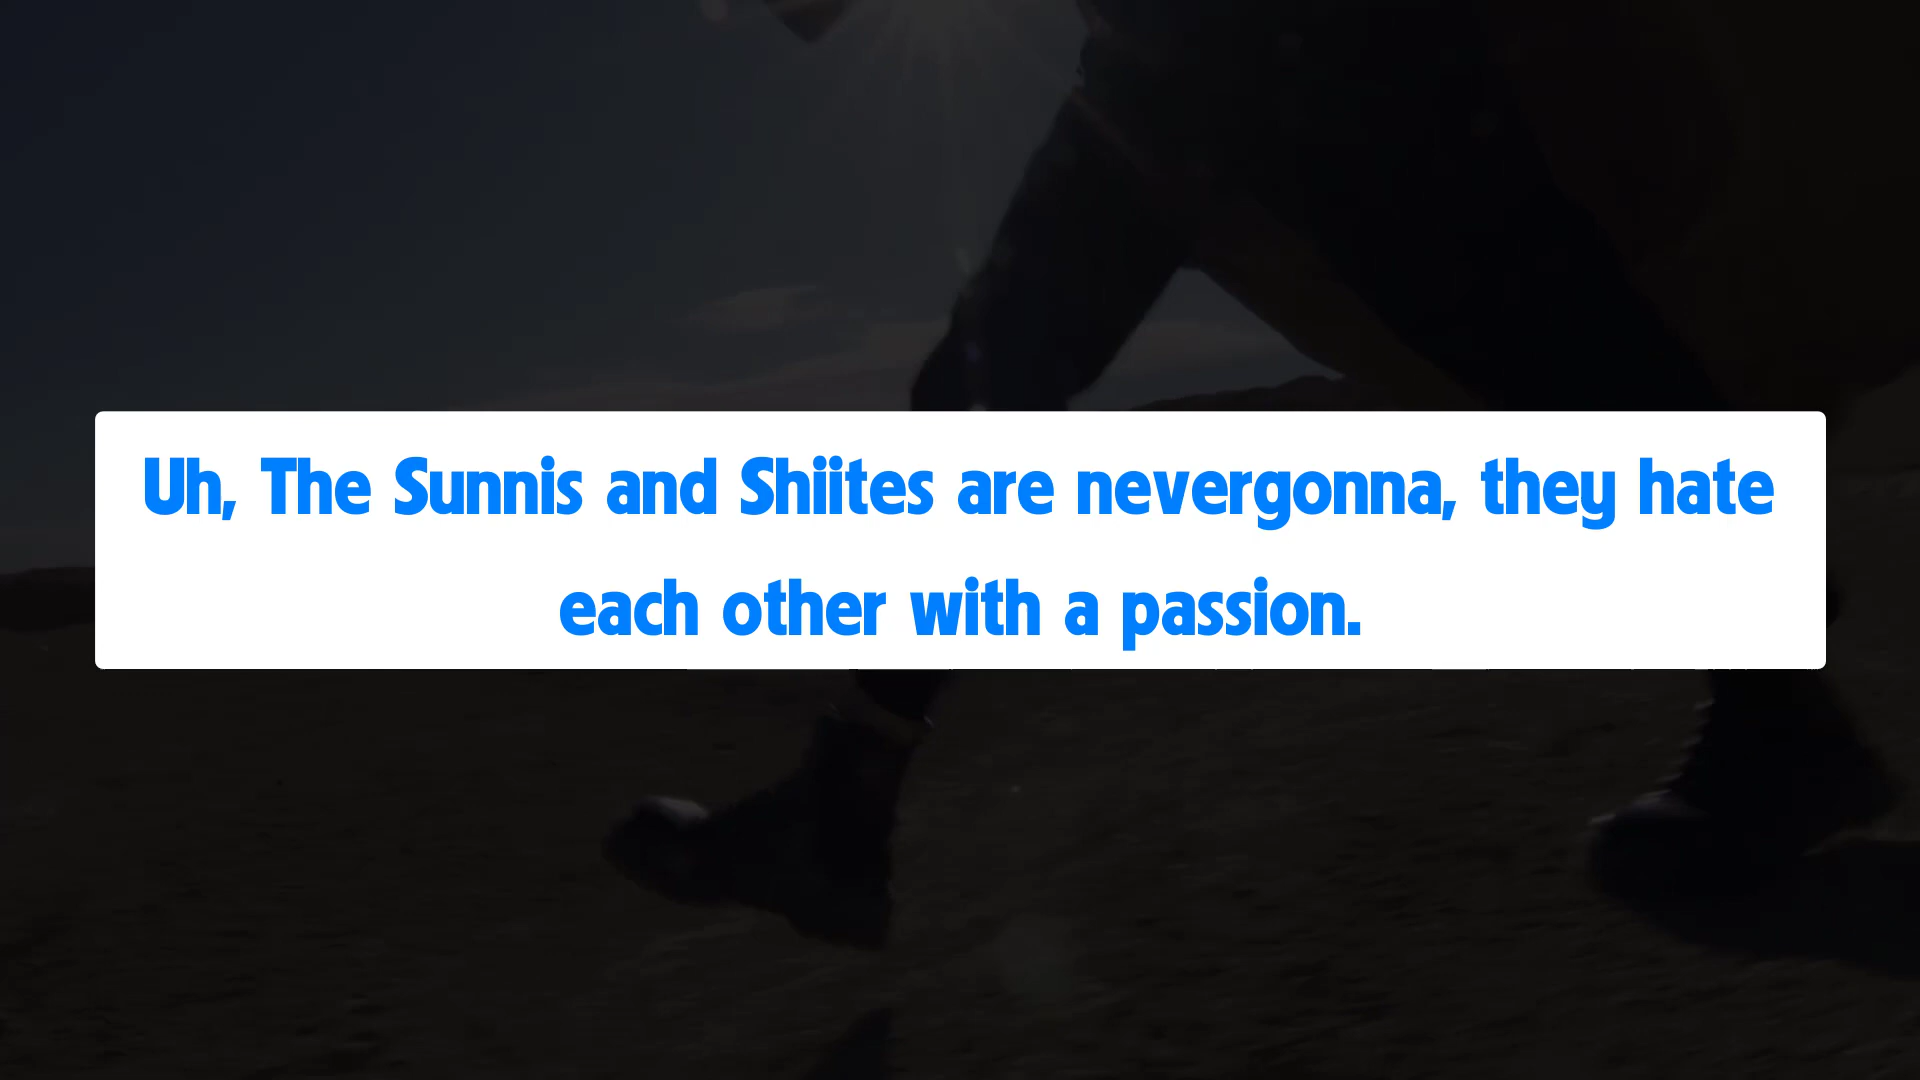 Uh, The Sunnis and Shiites are nevergonna, they hate
each other with a passion.